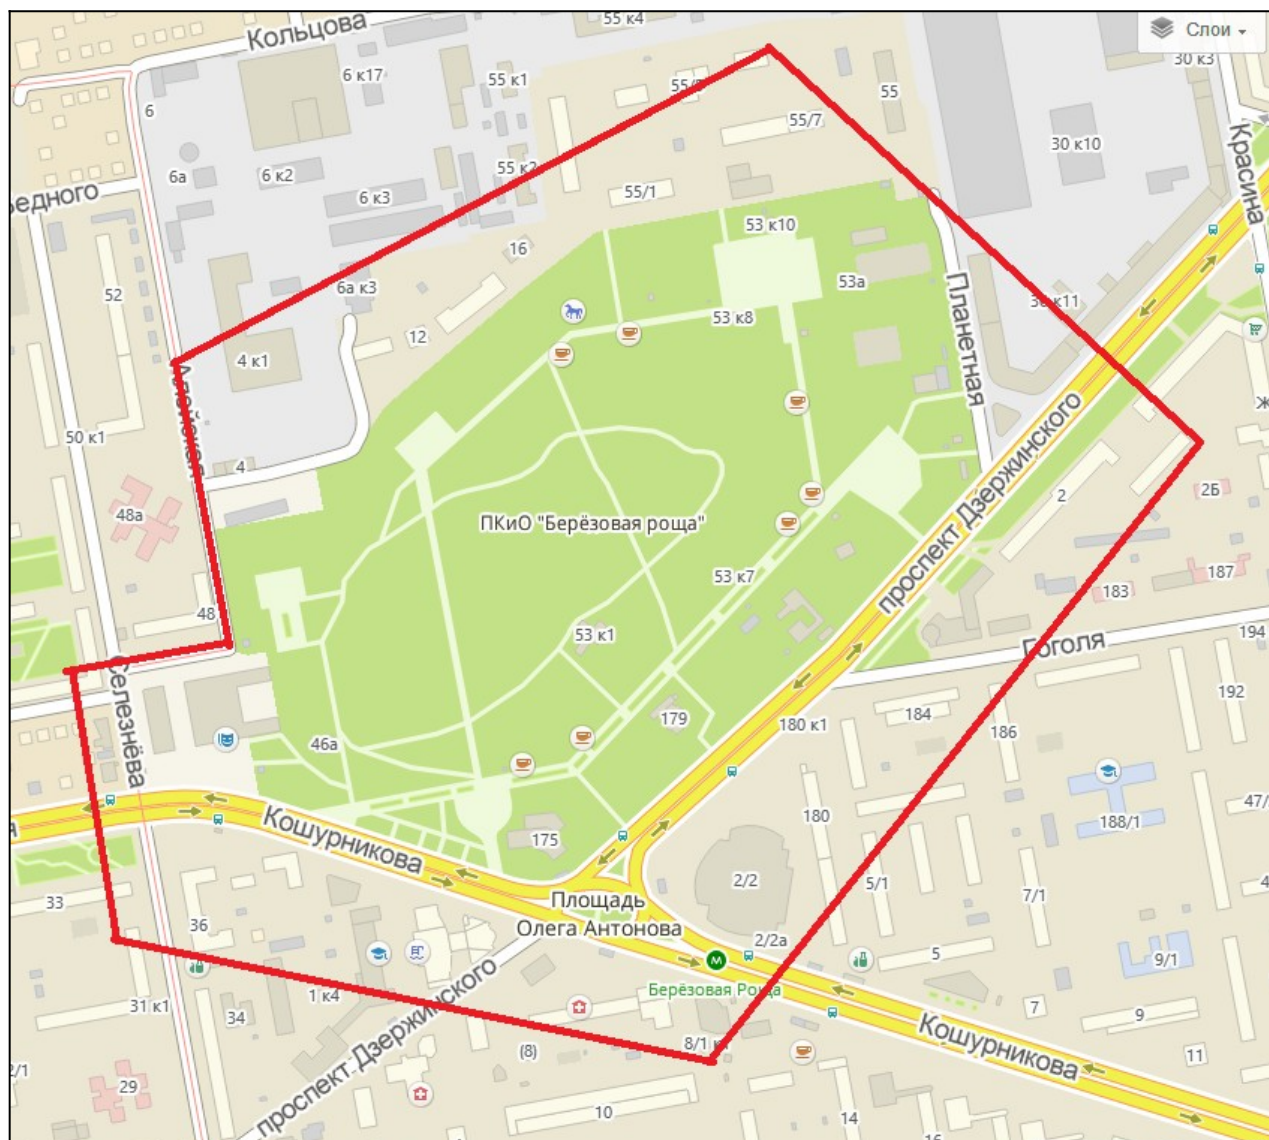 Кольцова
55 к4
Слои
30 к3
6 к17
55 к1
55
6
55/7
30 к10
Красина
6а
6 к2
55 к2
6 к3
55/1
53 к10
16
52
6а к3
53а
Планетная
53 к8
12
4 к1
Алейская
50 к1
4
48а
2
2Б
ПКиО "Берёзовая роща"
проспект Дзержинского
53 к7
187
183
48
53 к1
Гоголя
194
Селезнёва
192
179
184
180 к1
186
46а
Кошурникова
180
188/1
47/
175
2/2
5/1
7/1
33
Площадь
Олега Антонова
36
2/2а
5
9/1
Берёзовая Роща
проспект Дзержинского
1 к4
31 к1
34
7
9
Кошурникова
(8)
8/1
11
2/1
29
10
14
16